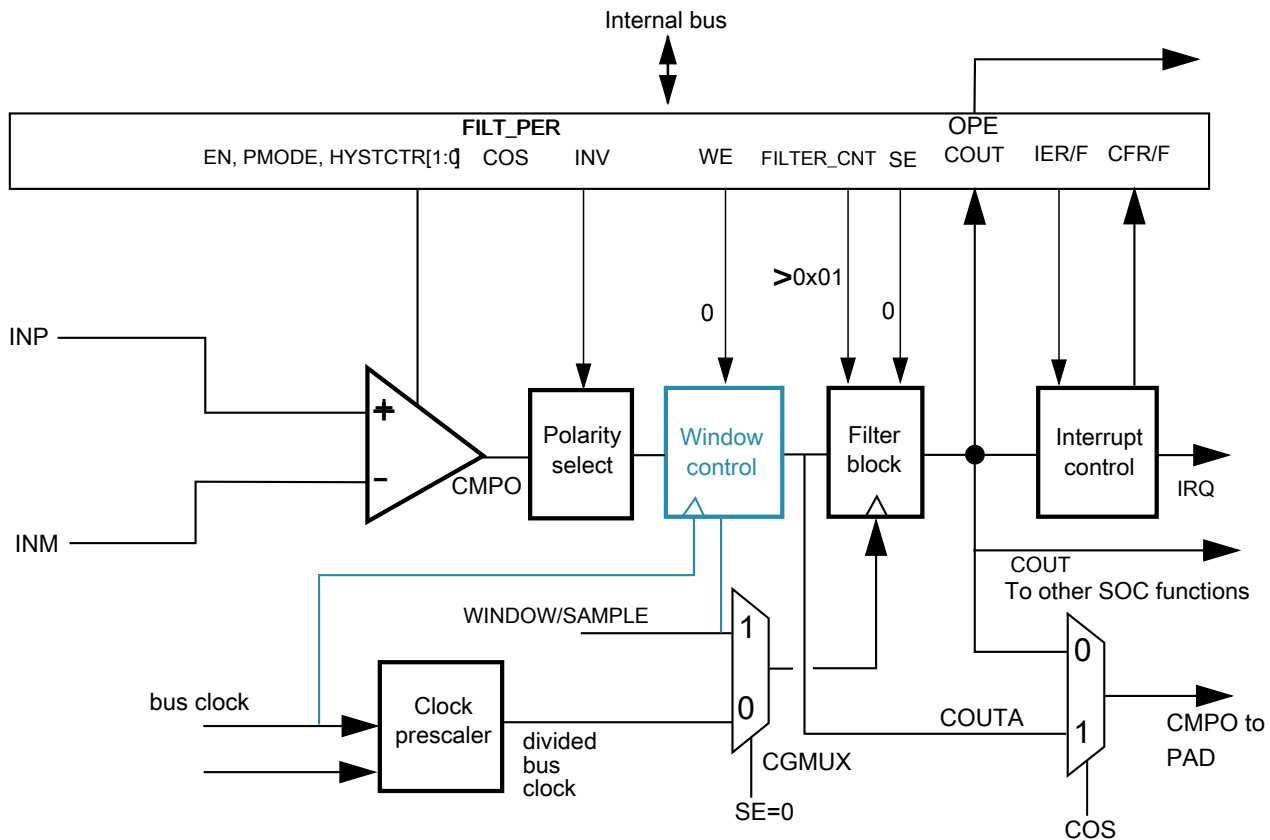 Internal bus
FILT_PER
OPE
EN, PMODE, HYSTCTR[1:0] COS INV WE FILTER_CNT SE COUT IER/F CFR/F
>0x01
0
0
INP
+
Polarity
select
Window
control
Filter
block
Interrupt
control
-
CMPO
IRQ
INM
COUT
To other SOC functions
WINDOW/SAMPLE
1
0
0
bus clock
Clock
prescaler
COUTA
1
CMPO to
PAD
divided
bus
clock
CGMUX
SE=0
COS